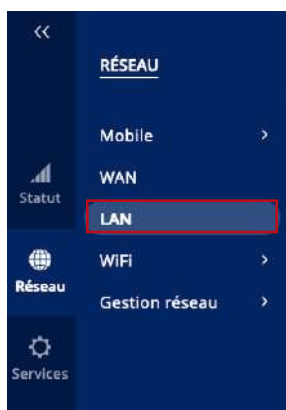 RÉSEAU
Mobile
WAN
LAN
WiFi
Gestion réseau
Statut
Réseau
Services